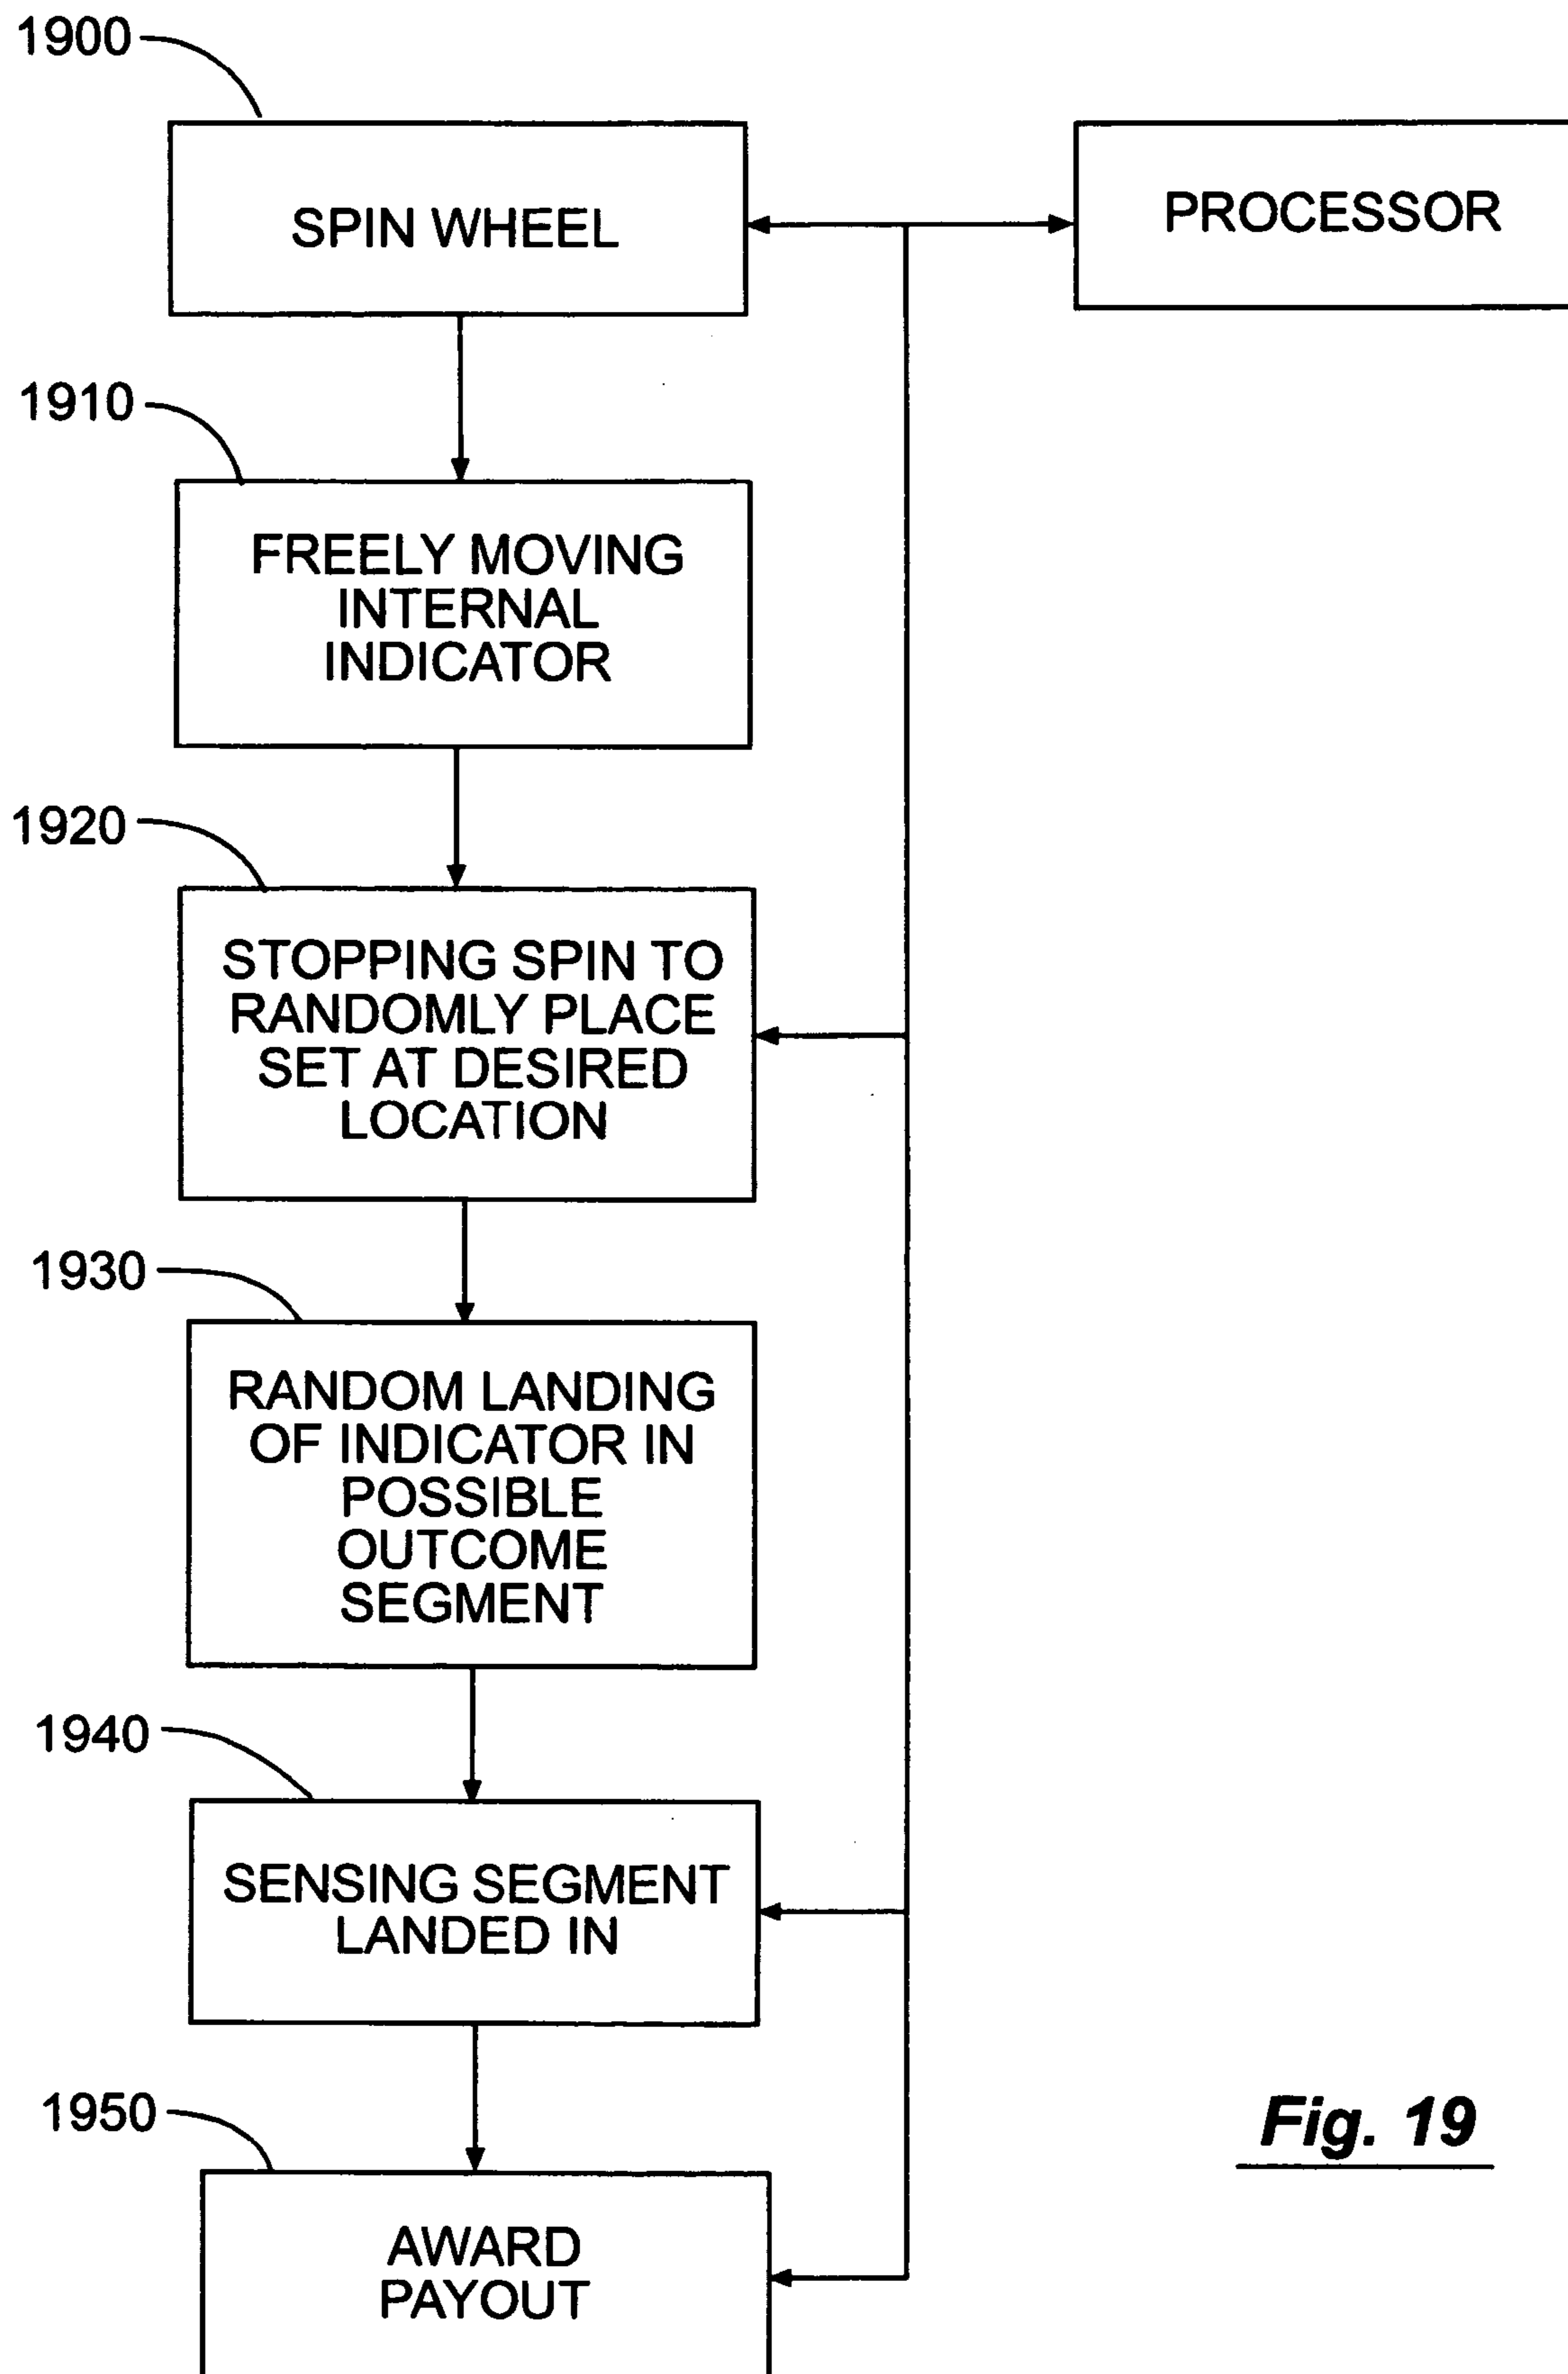 1900
SPIN WHEEL
PROCESSOR
1910
FREELY MOVING
INTERNAL
INDICATOR
1920
STOPPING SPIN TO
RANDOMLY PLACE
SET AT DESIRED
LOCATION
1930
RANDOM LANDING
OF INDICATOR IN
POSSIBLE
OUTCOME
SEGMENT
1940
SENSING SEGMENT
LANDED IN
1950
AWARD
PAYOUT
Fig. 19